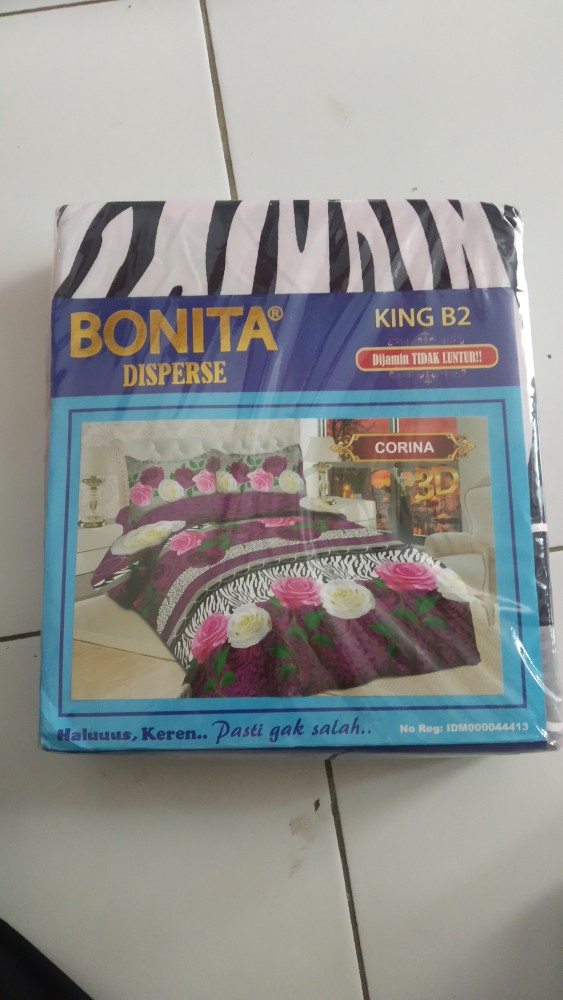 BONITA®
DISPERSE
KING B2
Dijamin TIDAK LUNTUR!!
CORINA
3D
Haluuus, Keren.. Pasti gak salah..
No Reg: IDM000044413